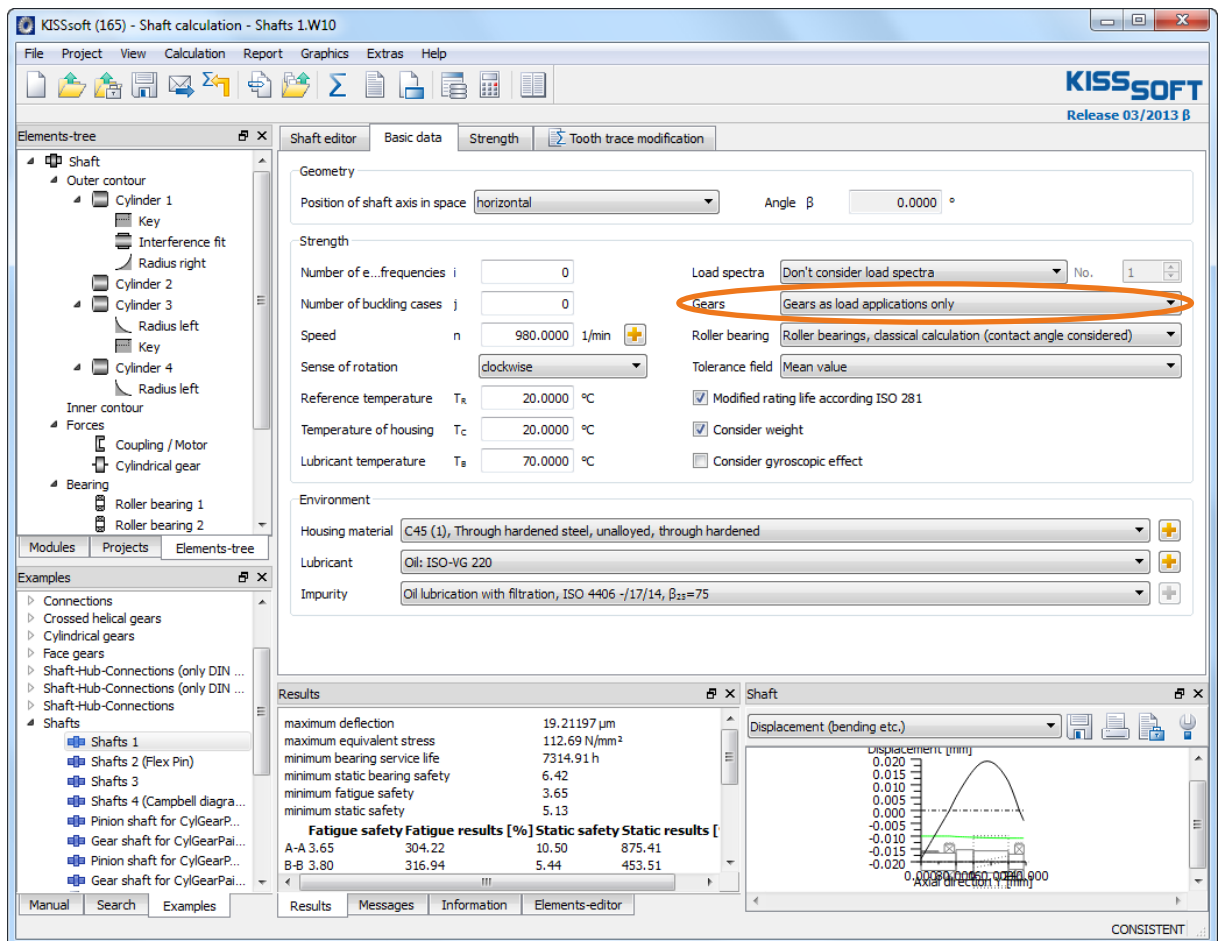 KISSsoft (165) - Shaft calculation - Shafts 1.W10
File Project View Calculation Report Graphics Extras Help
KISSSOFT
Release 03/2013 β
Elements-tree
Shaft
Outer contour
Cylinder 1
Key
Interference fit
Radius right
Cylinder 2
Cylinder 3
Radius left
Key
Cylinder 4
Radius left
Inner contour
Forces
Coupling / Motor
Cylindrical gear
Bearing
Roller bearing 1
Roller bearing 2
Modules Projects Elements-tree
Examples
Connections
Crossed helical gears
Cylindrical gears
Face gears
Shaft-Hub-Connections (only DIN ...
Shaft-Hub-Connections (only DIN ...
Shaft-Hub-Connections
Shafts
Shafts 1
Shafts 2 (Flex Pin)
Shafts 3
Shafts 4 (Campbell diagra...
Pinion shaft for CylGearP...
Gear shaft for CylGearPai...
Pinion shaft for CylGearP...
Gear shaft for CylGearPai...
Manual Search Examples
Shaft editor Basic data Strength Tooth trace modification
Geometry
Position of shaft axis in space horizontal Angle β 0.0000 °
Strength
Number of e...frequencies i 0 Load spectra Don't consider load spectra No. 1
Number of buckling cases j 0 Gears Gears as load applications only
Speed n 980.0000 1/min Roller bearing Roller bearings, classical calculation (contact angle considered)
Sense of rotation clockwise Tolerance field Mean value
Reference temperature TR 20.0000 °C Modified rating life according ISO 281
Temperature of housing TC 20.0000 °C Consider weight
Lubricant temperature TB 70.0000 °C Consider gyroscopic effect
Environment
Housing material C45 (1), Through hardened steel, unalloyed, through hardened
Lubricant Oil: ISO-VG 220
Impurity Oil lubrication with filtration, ISO 4406 -/17/14, β25=75
Results
maximum deflection 19.21197 µm
maximum equivalent stress 112.69 N/mm²
minimum bearing service life 7314.91 h
minimum static bearing safety 6.42
minimum fatigue safety 3.65
minimum static safety 5.13
Fatigue safety Fatigue results [%] Static safety Static results [
A-A 3.65 304.22 10.50 875.41
B-B 3.80 316.94 5.44 453.51
Results Messages Information Elements-editor
Shaft
Displacement (bending etc.)
Displacement [mm]
0.020
0.015
0.010
0.005
0.000
-0.005
-0.010
-0.015
-0.020
Axial direction Y [mm]
CONSISTENT